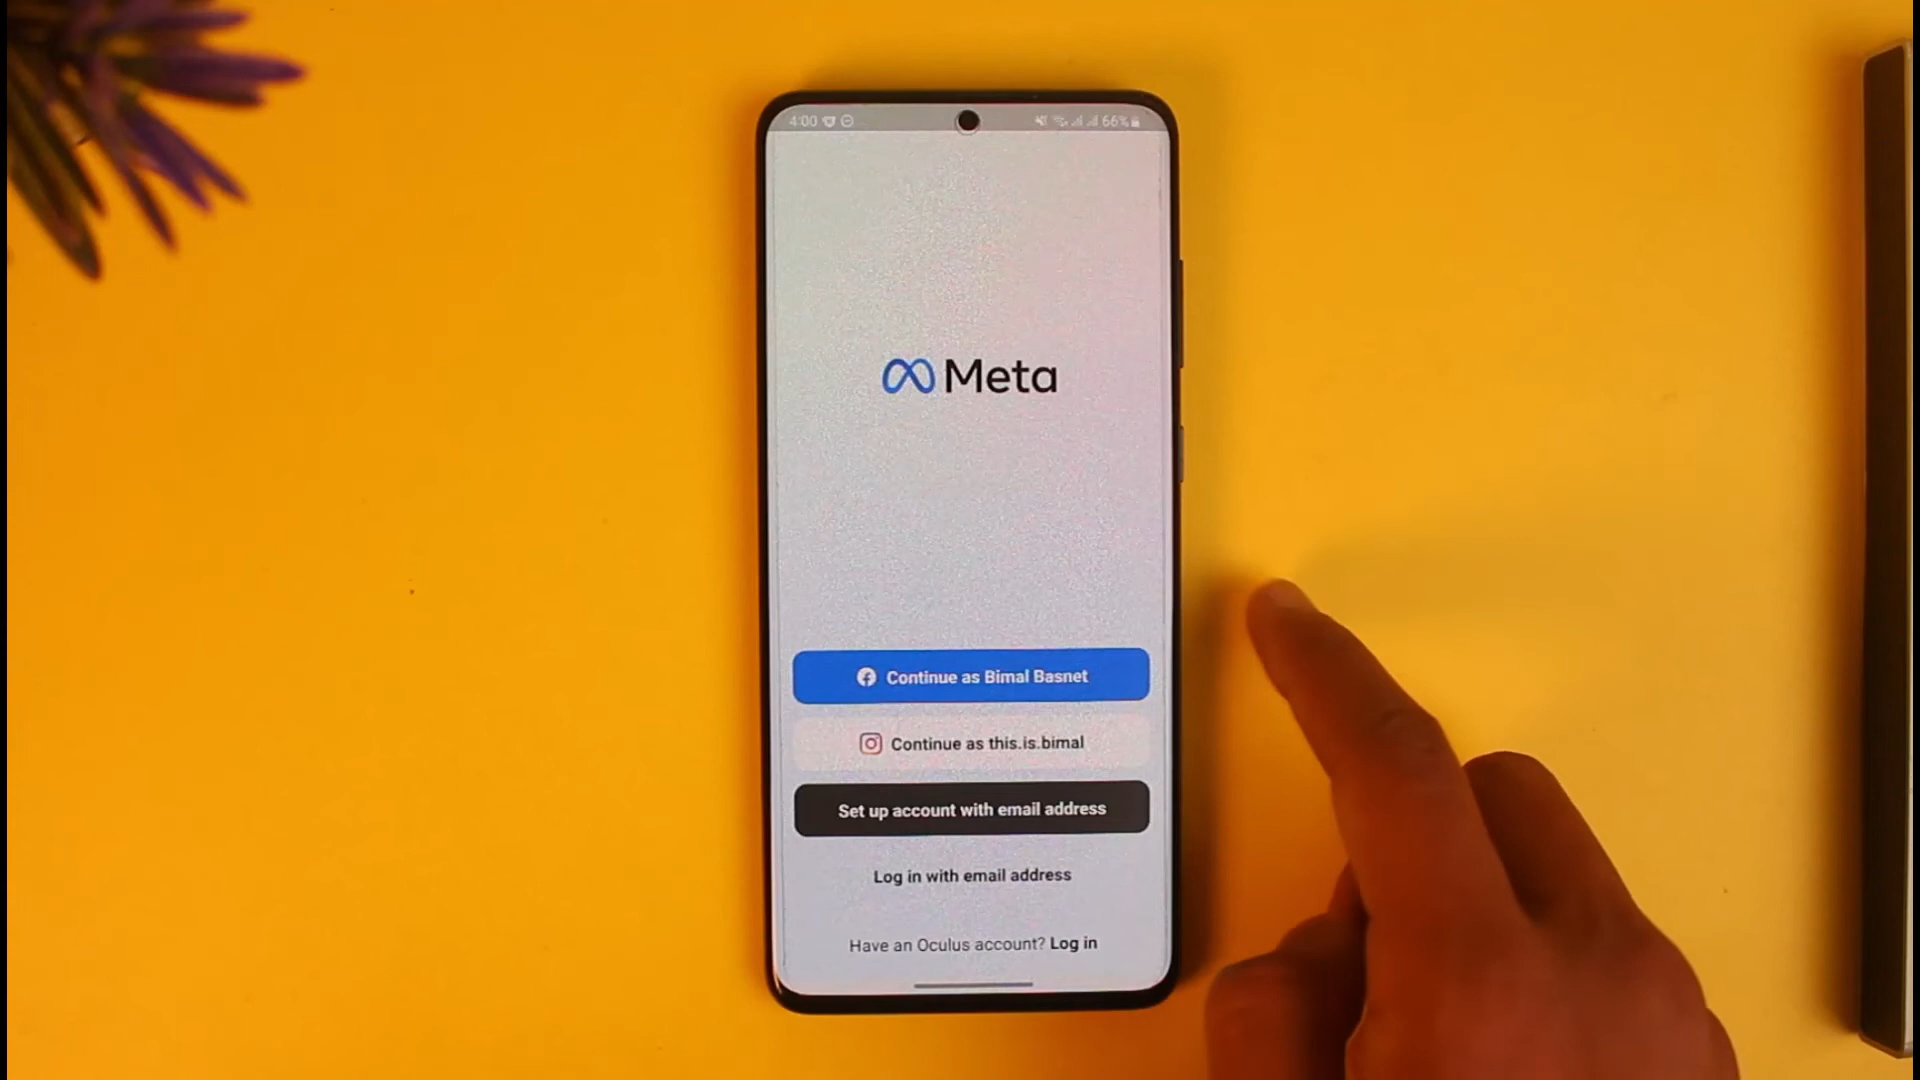 4:00 66%
Meta
Continue as Bimal Basnet
Continue as this.is.bimal
Set up account with email address
Log in with email address
Have an Oculus account? Log in